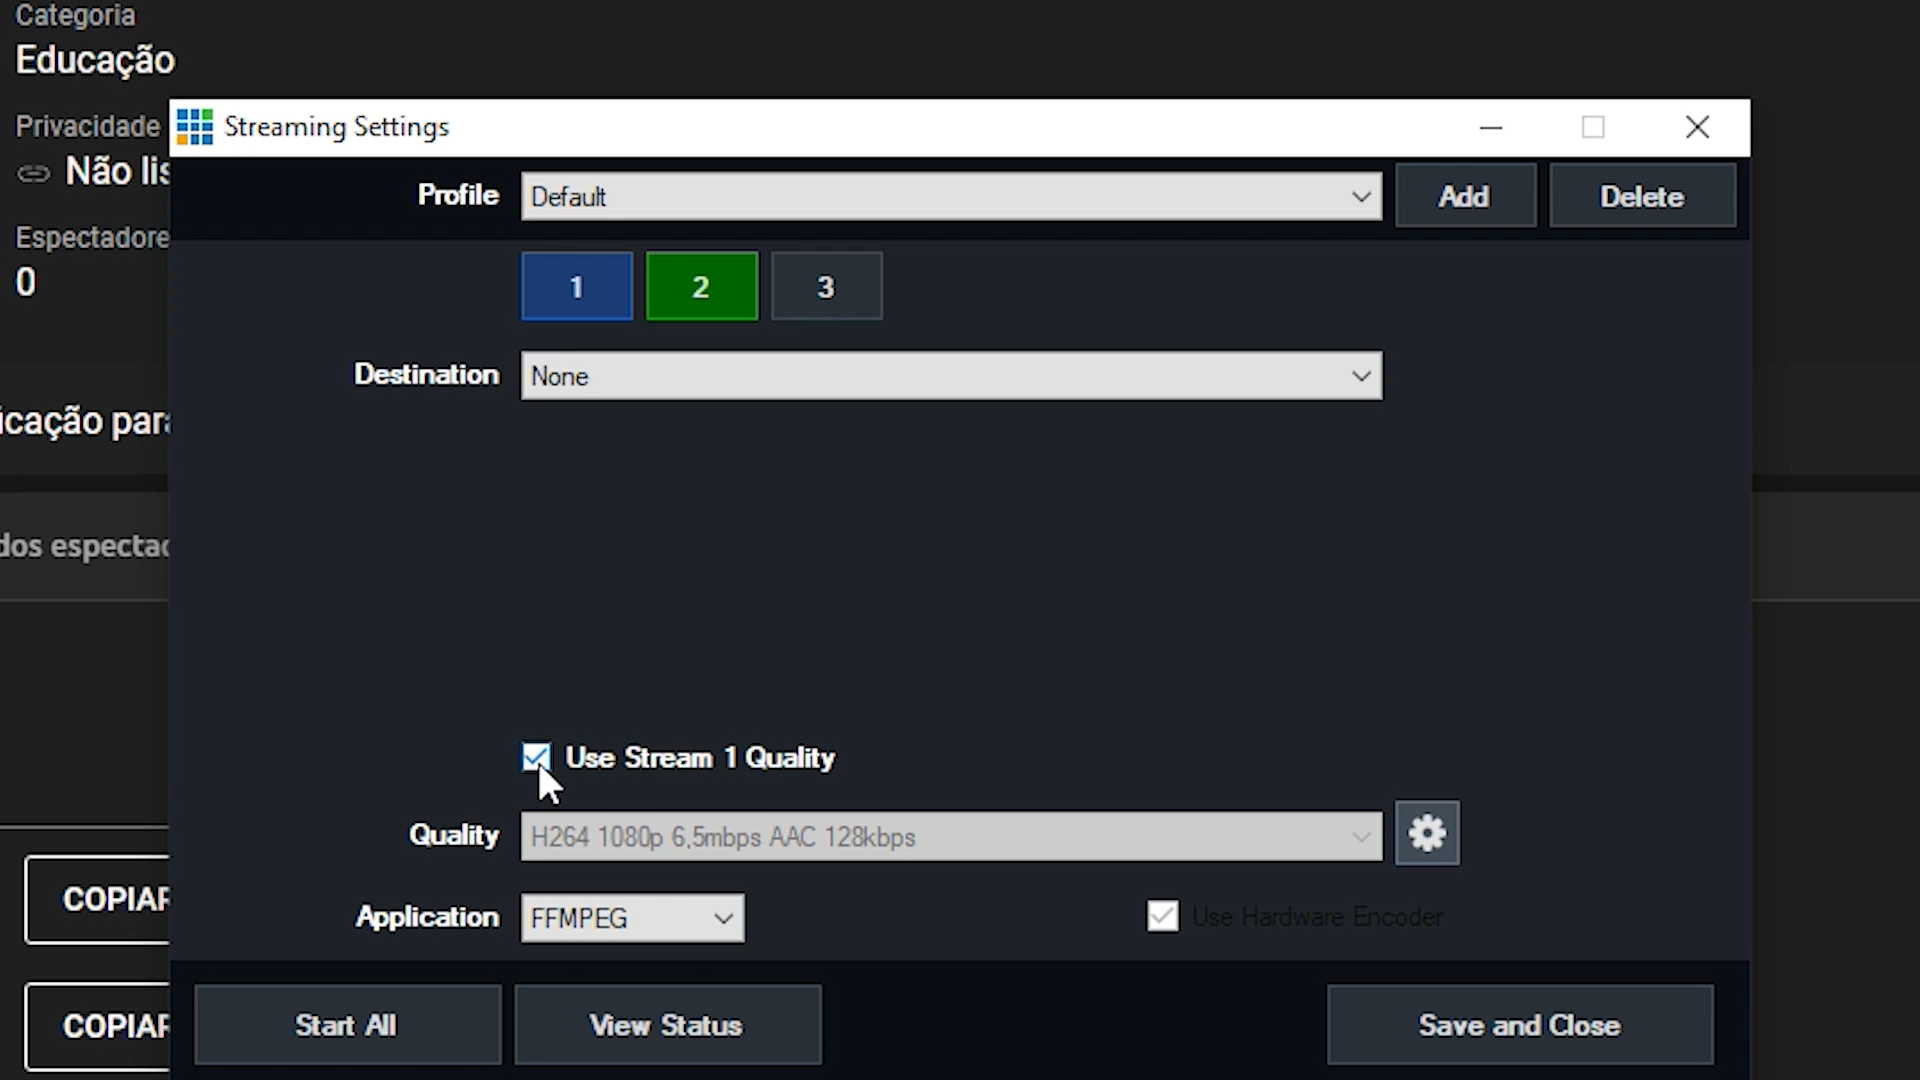 Categoria
Educação
Privacidade
Não lis
Espectadore
0
icação para
dos espectac
COPIAR
COPIAR
Streaming Settings
Profile
Default
Add
Delete
1
2
3
Destination
None
Use Stream 1 Quality
Quality
H264 1080p 6,5mbps AAC 128kbps
Application
FFMPEG
Use Hardware Encoder
Start All
View Status
Save and Close